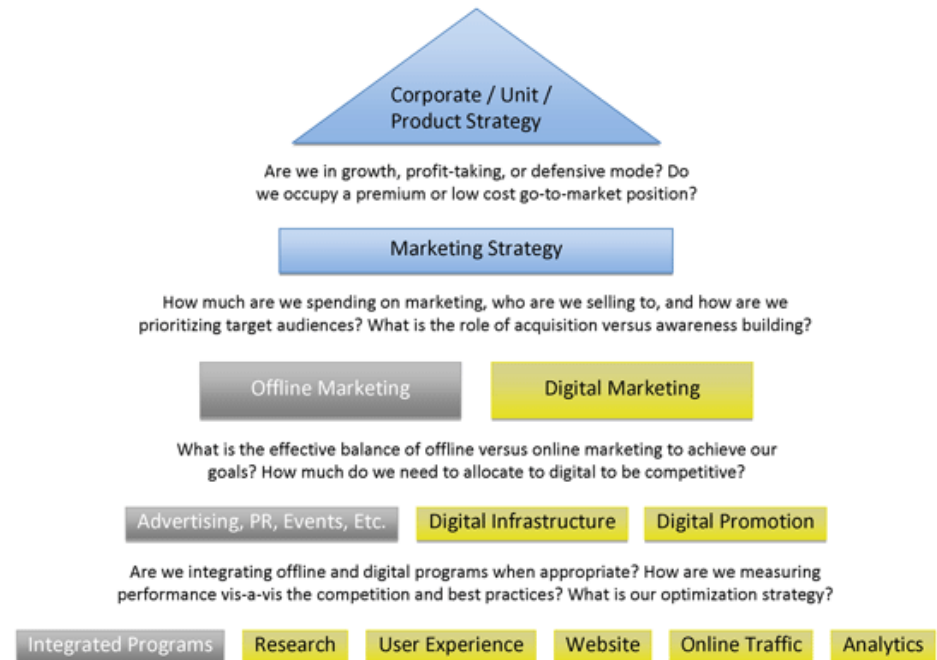 Corporate / Unit /
Product Strategy
Are we in growth, profit-taking, or defensive mode? Do
we occupy a premium or low cost go-to-market position?
Marketing Strategy
How much are we spending on marketing, who are we selling to, and how are we
prioritizing target audiences? What is the role of acquisition versus awareness building?
Offline Marketing
Digital Marketing
What is the effective balance of offline versus online marketing to achieve our
goals? How much do we need to allocate to digital to be competitive?
Advertising, PR, Events, Etc.
Digital Infrastructure
Digital Promotion
Are we integrating offline and digital programs when appropriate? How are we measuring
performance vis-a-vis the competition and best practices? What is our optimization strategy?
Integrated Programs
Research
User Experience
Website
Online Traffic
Analytics